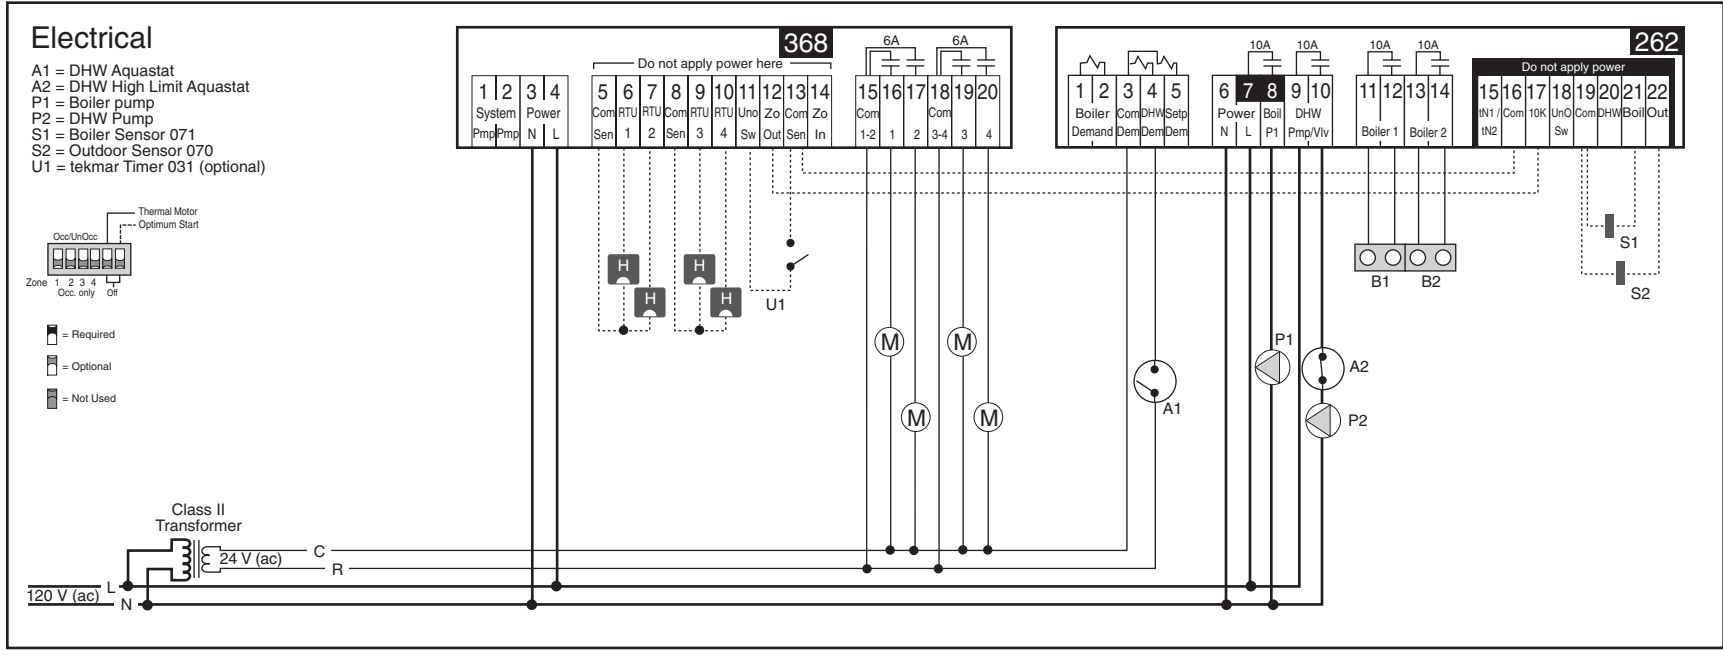 Electrical
A1 = DHW Aquastat
A2 = DHW High Limit Aquastat
P1 = Boiler pump
P2 = DHW Pump
S1 = Boiler Sensor 071
S2 = Outdoor Sensor 070
U1 = tekmar Timer 031 (optional)
Thermal Motor
Optimum Start
Occ/UnOcc
Zone 1 2 3 4
Occ. only Off
= Required
= Optional
= Not Used
368
6A 6A
Do not apply power here
1 2 3 4 5 6 7 8 9 10 11 12 13 14 15 16 17 18 19 20
System Power Com RTU RTU Com RTU RTU Uno Zo Com Zo Com Com
Pmp Pmp N L Sen 1 2 Sen 3 4 Sw Out Sen In 1-2 1 2 3-4 3 4
262
10A 10A 10A 10A
Do not apply power
1 2 3 4 5 6 7 8 9 10 11 12 13 14 15 16 17 18 19 20 21 22
Boiler Com DHW Setp Power Boil DHW tN1 / Com 10K UnO Com DHW Boil Out
Demand Dem Dem Dem N L P1 Pmp/Vlv Boiler 1 Boiler 2 tN2 Sw
H H
H H
U1
S1
S2
B1 B2
M M
M M
P1
A2
A1
P2
Class II
Transformer
24 V (ac)
C
R
120 V (ac)
L
N